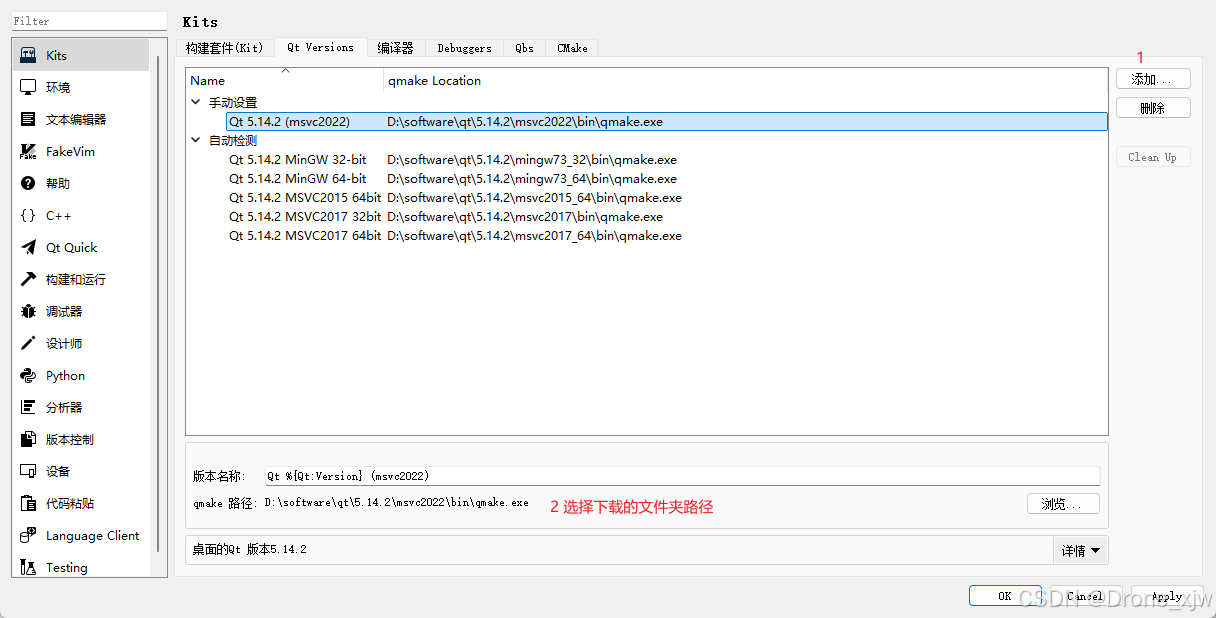 Filter
Kits
Kits
环境
文本编辑器
FakeVim
帮助
C++
Qt Quick
构建和运行
调试器
设计师
Python
分析器
版本控制
设备
代码粘贴
Language Client
Testing
构建套件(Kit) Qt Versions 编译器 Debuggers Qbs CMake
Name qmake Location
手动设置
Qt 5.14.2 (msvc2022) D:\software\qt\5.14.2\msvc2022\bin\qmake.exe
自动检测
Qt 5.14.2 MinGW 32-bit D:\software\qt\5.14.2\mingw73_32\bin\qmake.exe
Qt 5.14.2 MinGW 64-bit D:\software\qt\5.14.2\mingw73_64\bin\qmake.exe
Qt 5.14.2 MSVC2015 64bit D:\software\qt\5.14.2\msvc2015_64\bin\qmake.exe
Qt 5.14.2 MSVC2017 32bit D:\software\qt\5.14.2\msvc2017\bin\qmake.exe
Qt 5.14.2 MSVC2017 64bit D:\software\qt\5.14.2\msvc2017_64\bin\qmake.exe
1
添加...
删除
Clean Up
版本名称: Qt %{Qt:Version} (msvc2022)
qmake 路径: D:\software\qt\5.14.2\msvc2022\bin\qmake.exe 2 选择下载的文件夹路径 浏览...
桌面的Qt 版本5.14.2 详情
OK Cancel Apply
CSDN @Drone_xjw